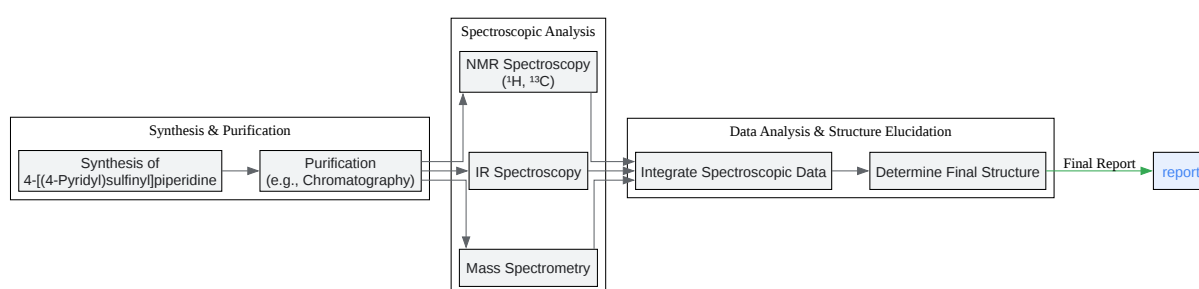 Synthesis & Purification
Synthesis of
4-[(4-Pyridyl)sulfinyl]piperidine
Purification
(e.g., Chromatography)
Spectroscopic Analysis
NMR Spectroscopy
(¹H, ¹³C)
IR Spectroscopy
Mass Spectrometry
Data Analysis & Structure Elucidation
Integrate Spectroscopic Data
Determine Final Structure
Final Report
report